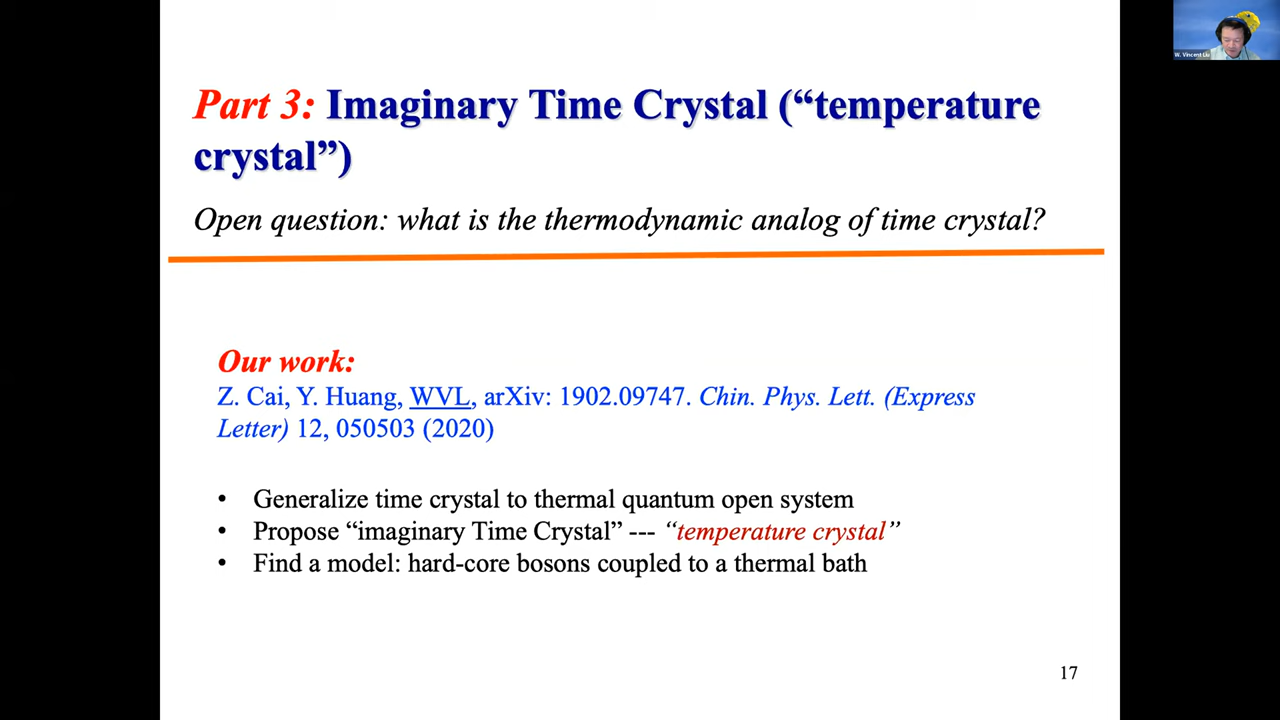 W. Vincent Liu
Part 3: Imaginary Time Crystal (“temperature
crystal”)
Open question: what is the thermodynamic analog of time crystal?
Our work:
Z. Cai, Y. Huang, WVL, arXiv: 1902.09747. Chin. Phys. Lett. (Express
Letter) 12, 050503 (2020)
• Generalize time crystal to thermal quantum open system
• Propose “imaginary Time Crystal” --- “temperature crystal”
• Find a model: hard-core bosons coupled to a thermal bath
17